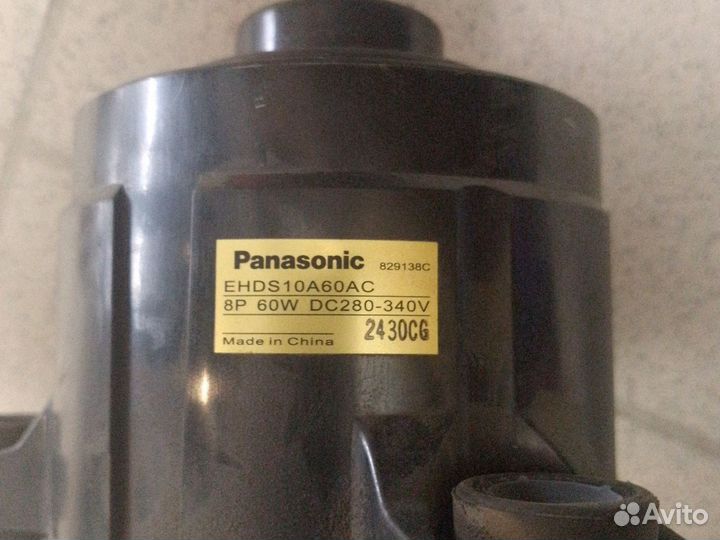 Panasonic 829138C
EHDS10A60AC
8P 60W DC280-340V
Made in China 2430CG
Avito